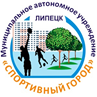 Муниципальное автономное учреждение
ЛИПЕЦК
«СПОРТИВНЫЙ ГОРОД»